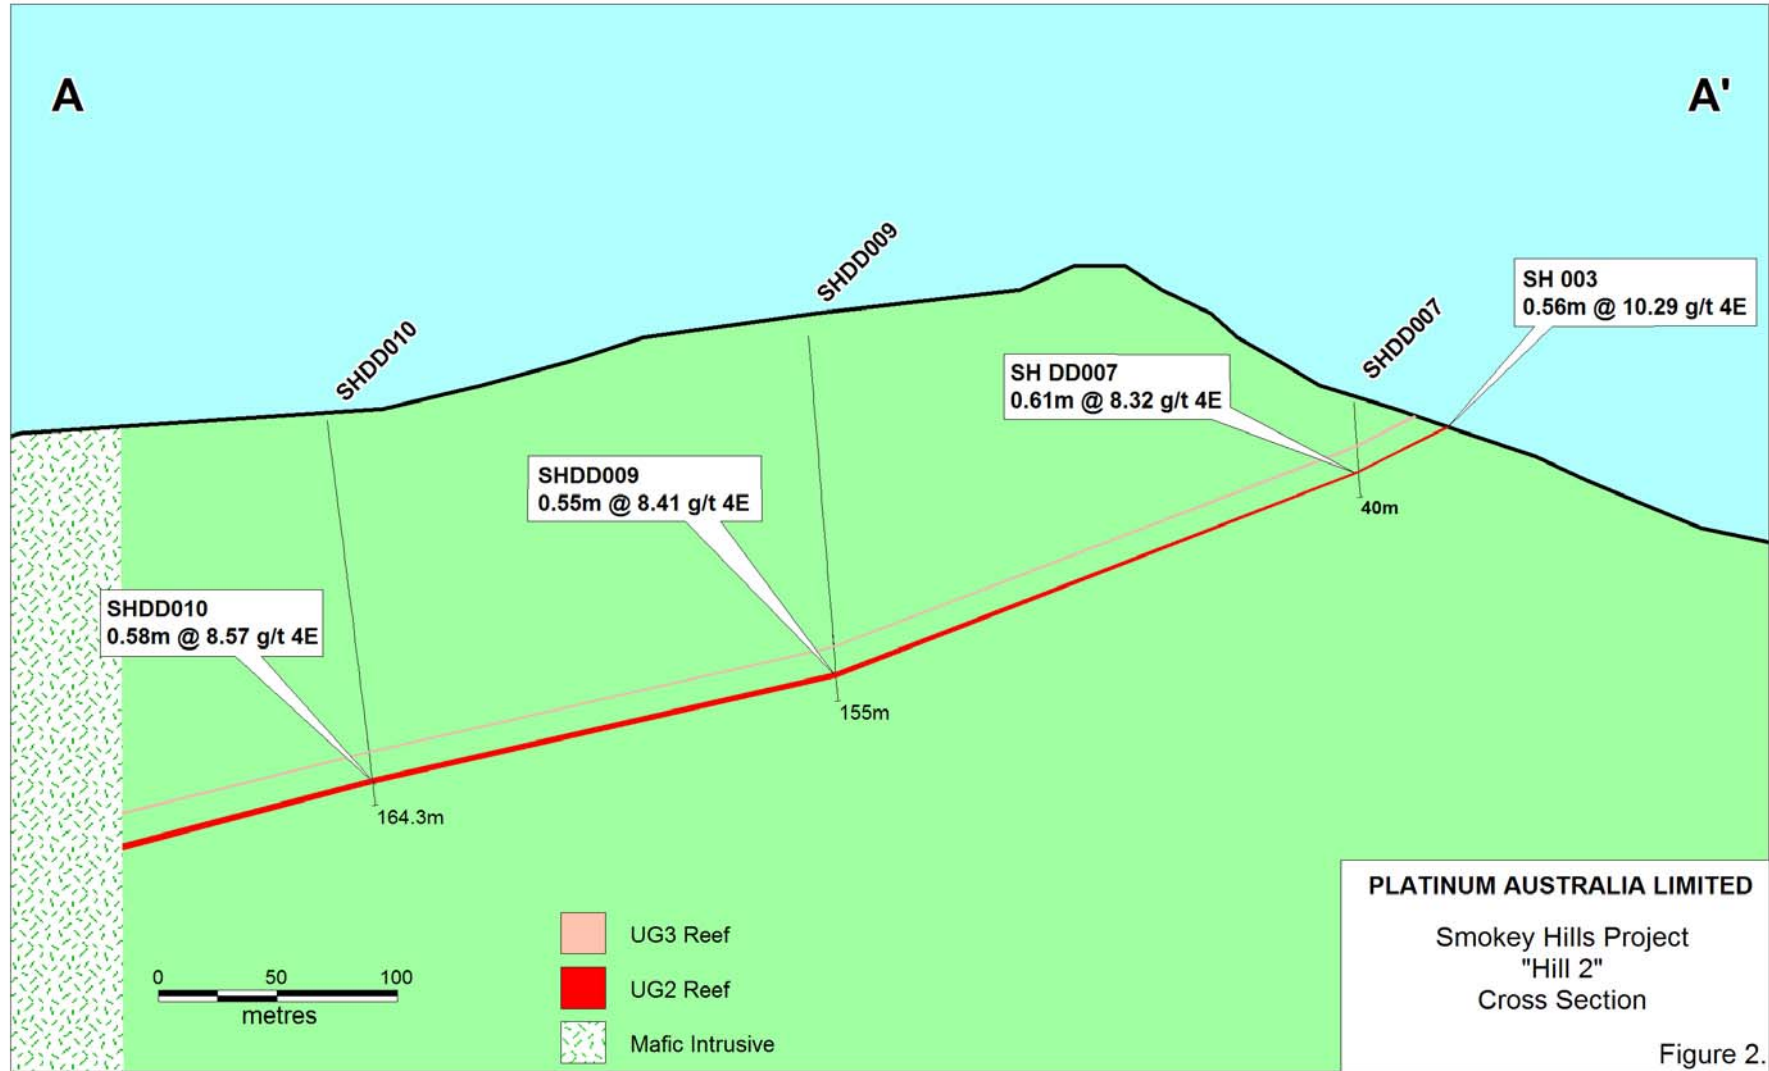 A
A'
SHDD009
SH 003
0.56m @ 10.29 g/t 4E
SHDD010
SHDD007
SH DD007
0.61m @ 8.32 g/t 4E
SHDD009
0.55m @ 8.41 g/t 4E
40m
SHDD010
0.58m @ 8.57 g/t 4E
155m
164.3m
PLATINUM AUSTRALIA LIMITED
Smokey Hills Project
"Hill 2"
Cross Section
Figure 2.
UG3 Reef
UG2 Reef
Mafic Intrusive
0 50 100
metres